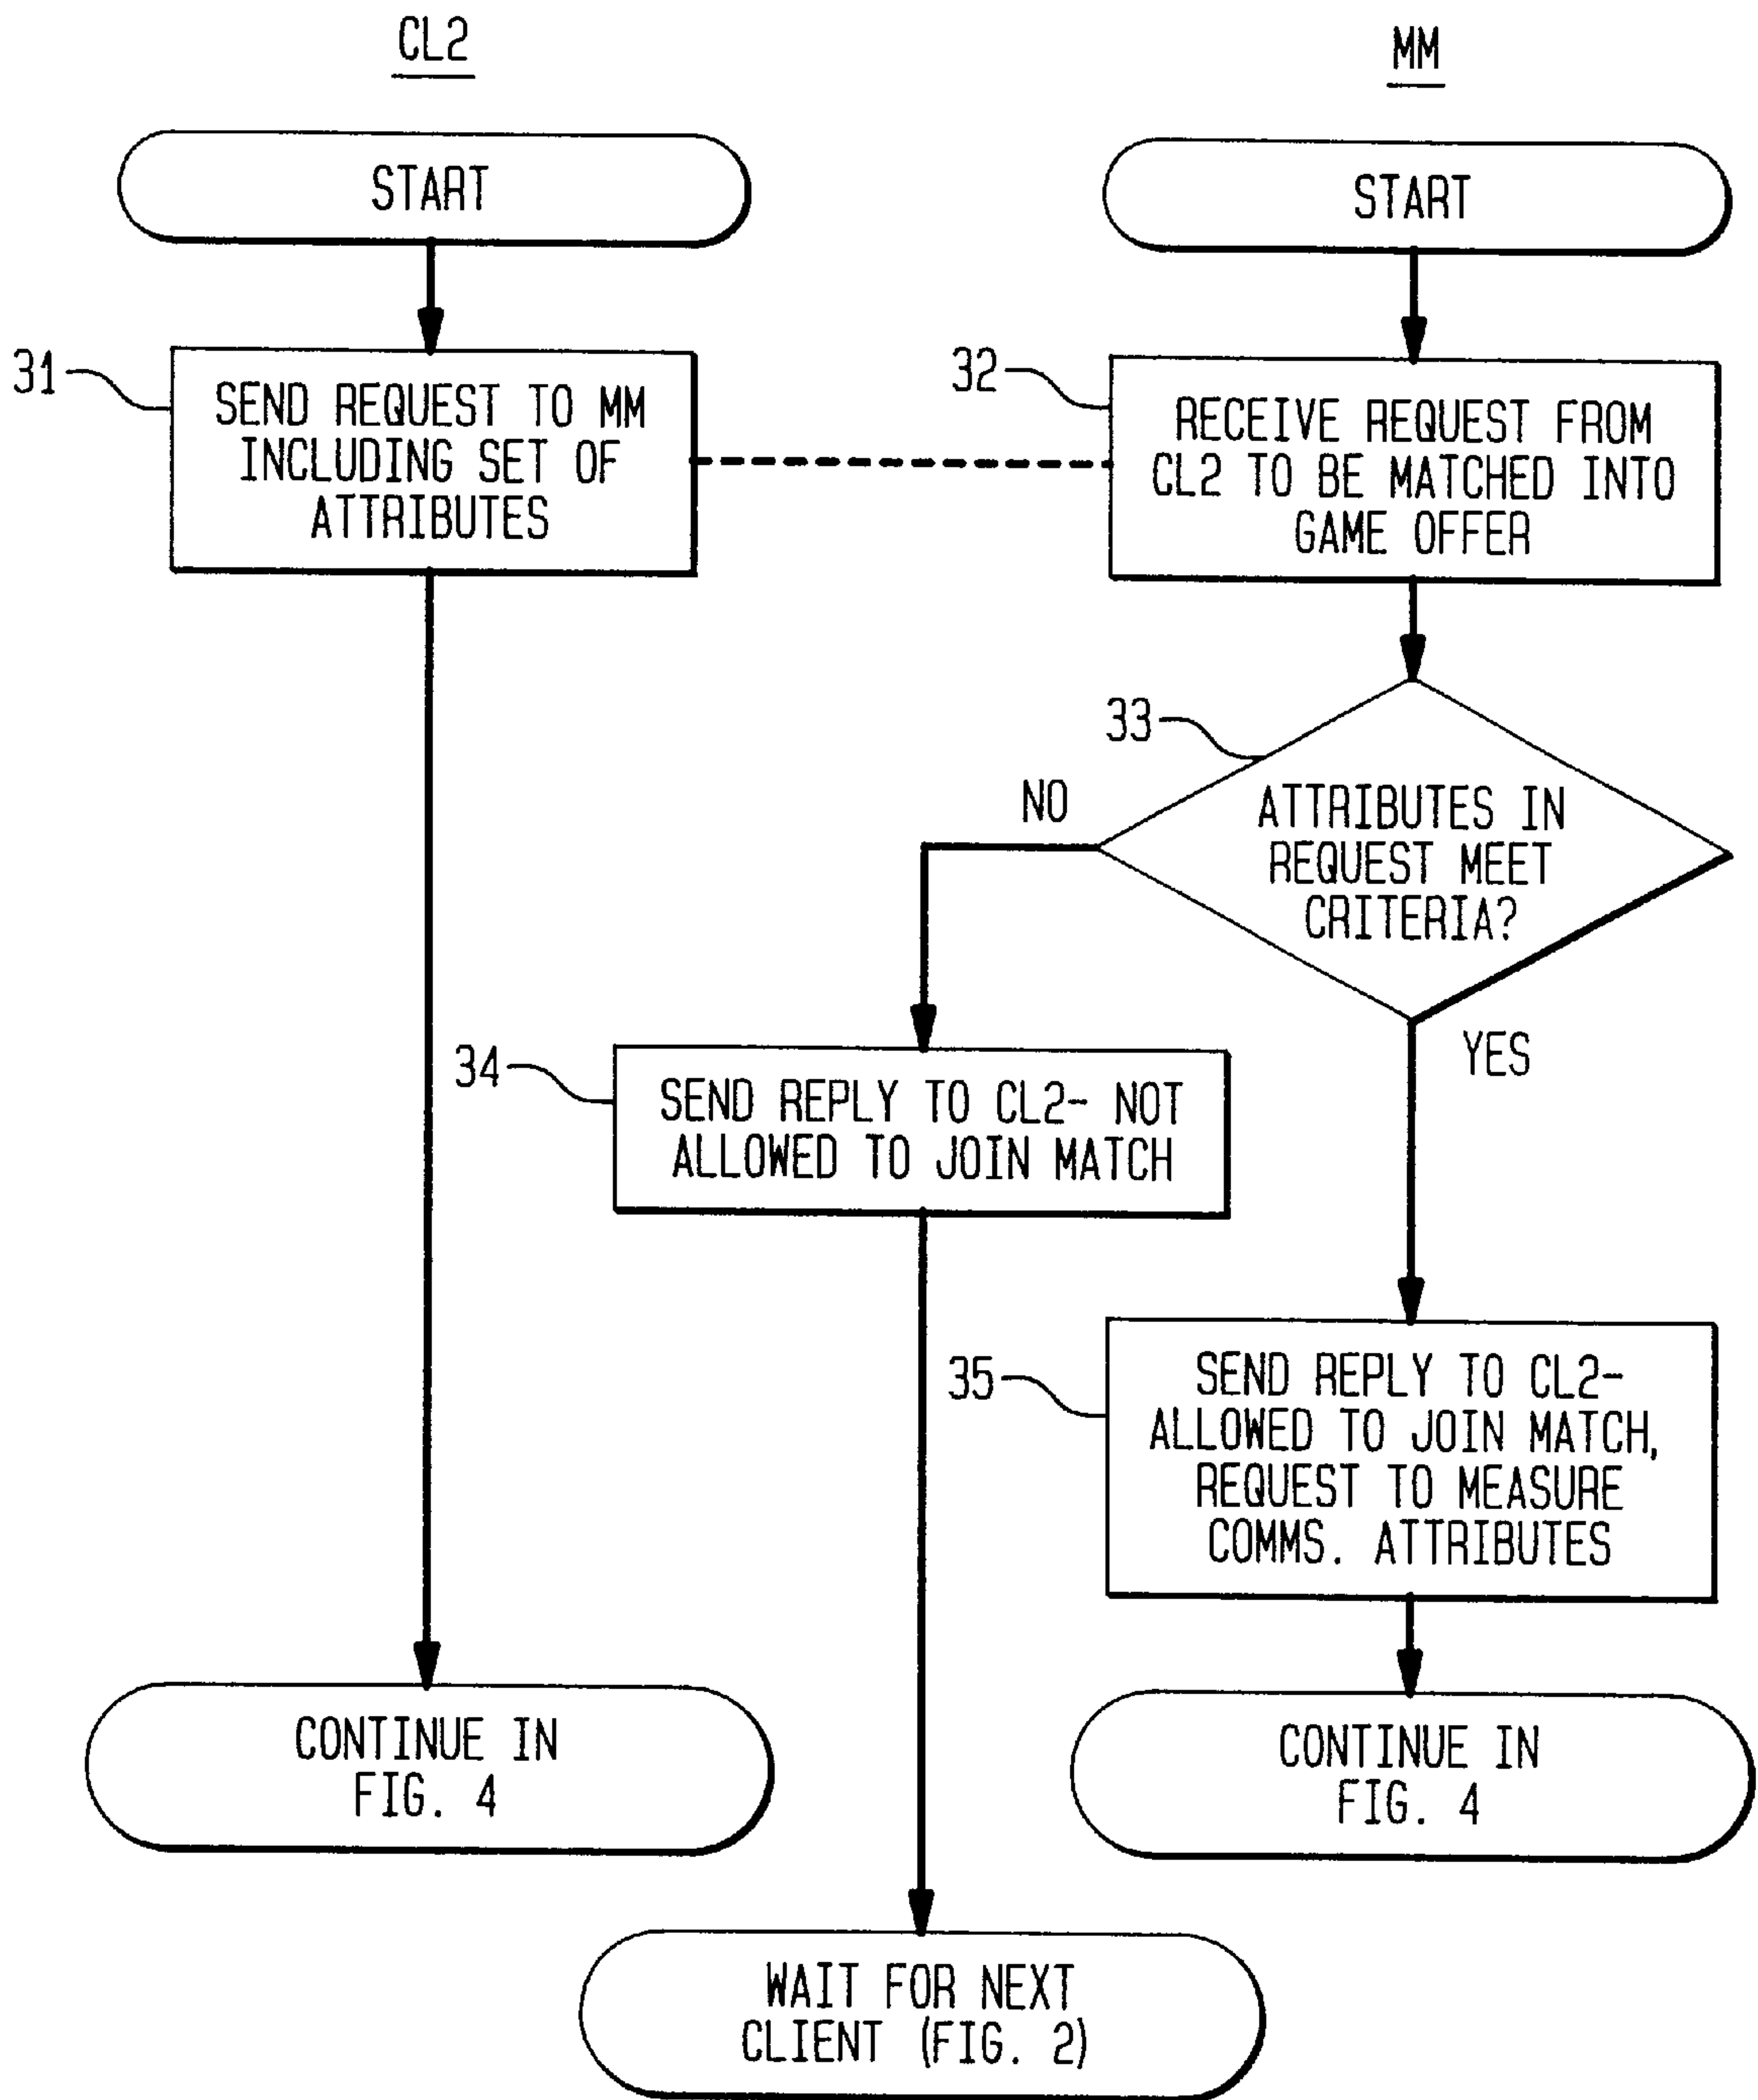 CL2
MM
START
START
31
SEND REQUEST TO MM
INCLUDING SET OF
ATTRIBUTES
32
RECEIVE REQUEST FROM
CL2 TO BE MATCHED INTO
GAME OFFER
33
ATTRIBUTES IN
REQUEST MEET
CRITERIA?
NO
YES
34
SEND REPLY TO CL2- NOT
ALLOWED TO JOIN MATCH
35
SEND REPLY TO CL2-
ALLOWED TO JOIN MATCH,
REQUEST TO MEASURE
COMMS. ATTRIBUTES
CONTINUE IN
FIG. 4
CONTINUE IN
FIG. 4
WAIT FOR NEXT
CLIENT (FIG. 2)